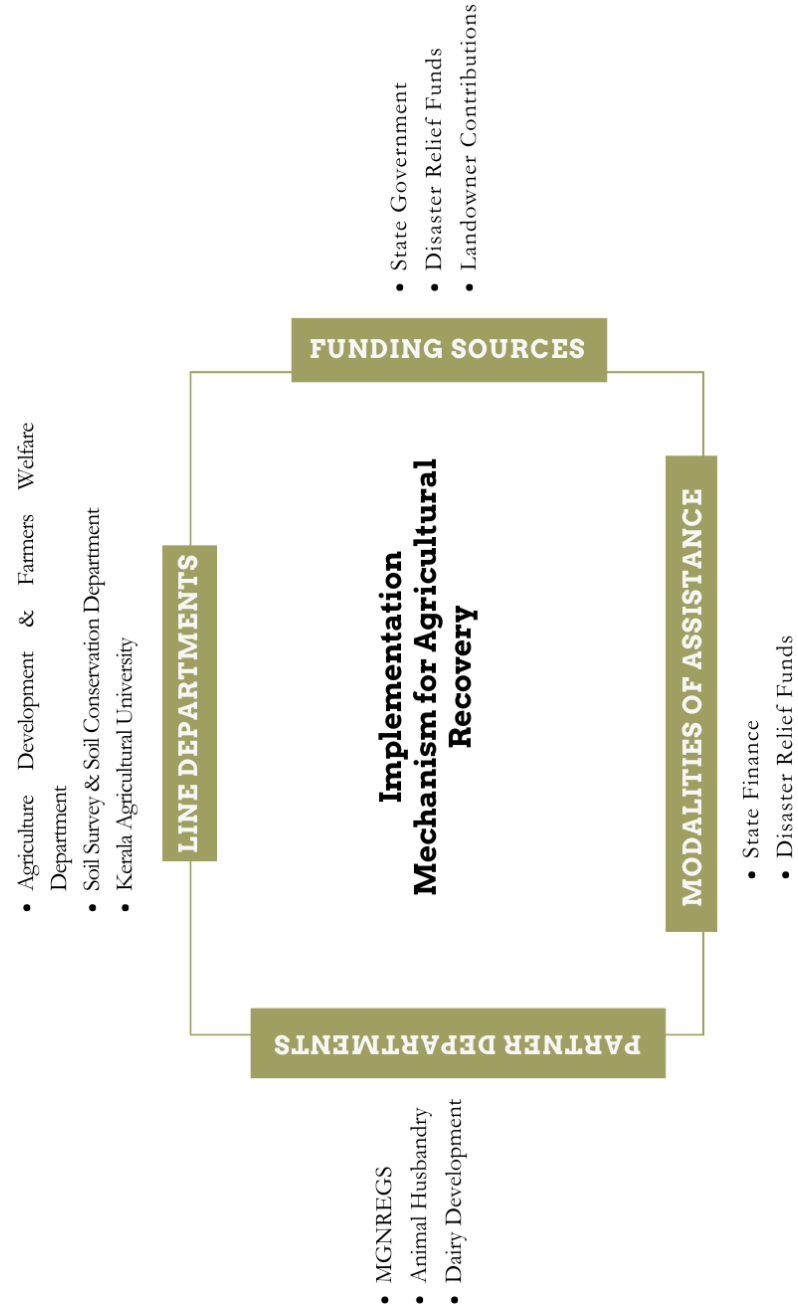 • Agriculture Development & Farmers Welfare
Department
• Soil Survey & Soil Conservation Department
• Kerala Agricultural University
LINE DEPARTMENTS
PARTNER DEPARTMENTS
• MGNREGS
• Animal Husbandry
• Dairy Development
Implementation
Mechanism for Agricultural
Recovery
FUNDING SOURCES
• State Government
• Disaster Relief Funds
• Landowner Contributions
MODALITIES OF ASSISTANCE
• State Finance
• Disaster Relief Funds